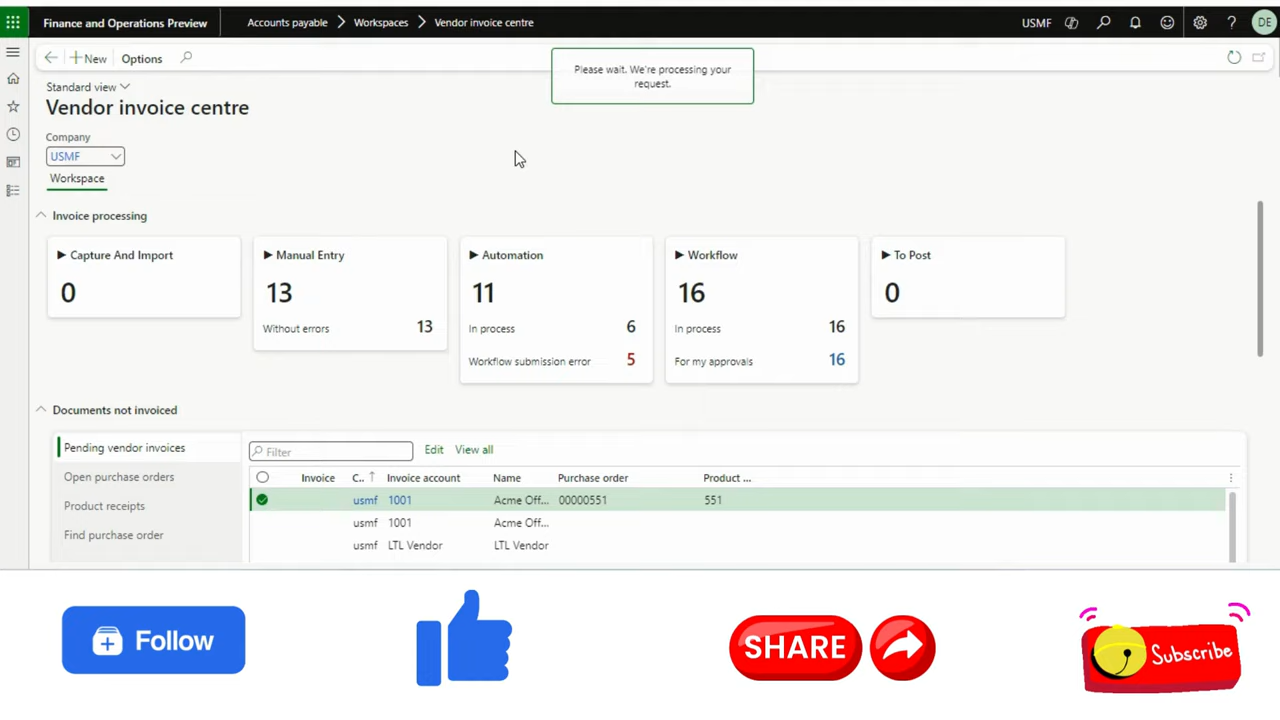 Finance and Operations Preview
Accounts payable > Workspaces > Vendor invoice centre
USMF
DE
New
Options
Please wait. We're processing your
request.
Standard view
Vendor invoice centre
Company
USMF
Workspace
Invoice processing
Capture And Import
0
Manual Entry
13
Without errors 13
Automation
11
In process 6
Workflow submission error 5
Workflow
16
In process 16
For my approvals 16
To Post
0
Documents not invoiced
Pending vendor invoices
Open purchase orders
Product receipts
Find purchase order
Filter Edit View all
Invoice C.. ↑ Invoice account Name Purchase order Product ...
usmf 1001 Acme Off... 00000551 551
usmf 1001 Acme Off...
usmf LTL Vendor LTL Vendor
Follow
SHARE
Subscribe